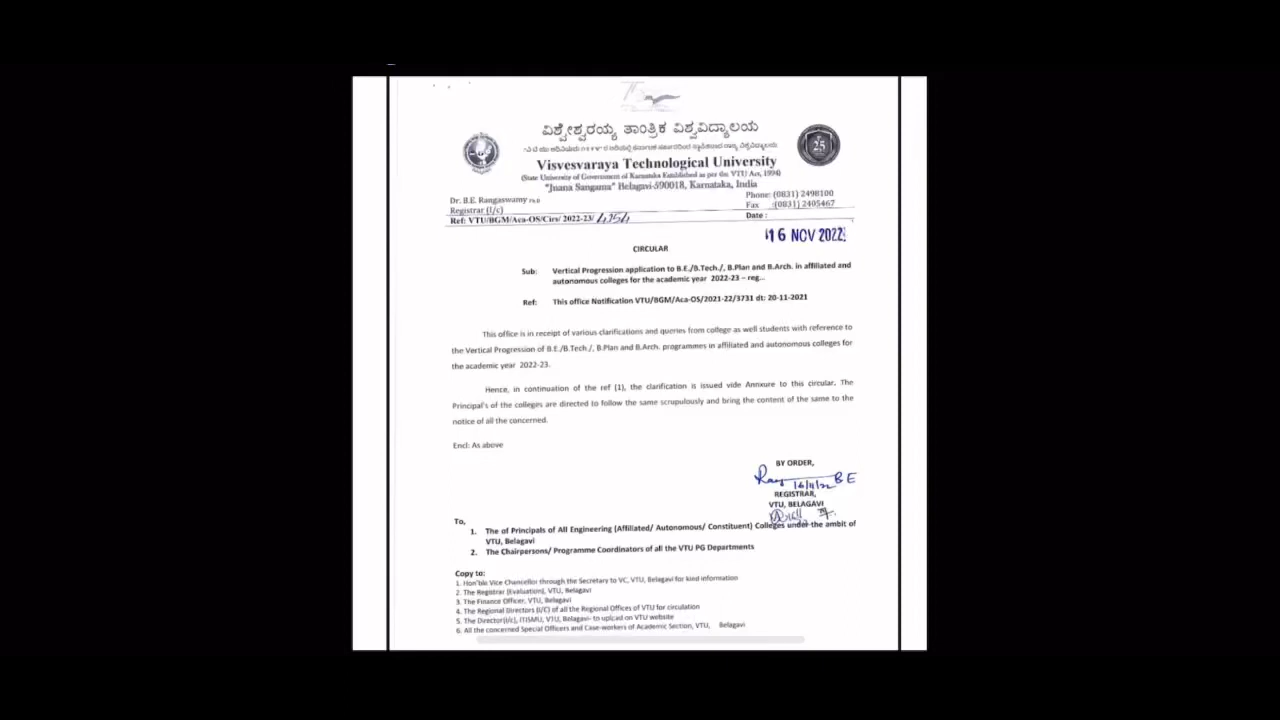 ವಿಶ್ವೇಶ್ವರಯ್ಯ ತಾಂತ್ರಿಕ ವಿಶ್ವವಿದ್ಯಾಲಯ
Visvesvaraya Technological University
(State University of Government of Karnataka Established as per the VTU Act, 1994)
"Jnana Sangama" Belagavi-590018, Karnataka, India
Dr. B.E. Rangaswamy Ph.D
Phone: (0831) 2498100
Registrar (I/c)
Fax :(0831) 2405467
Ref: VTU/BGM/Aca-OS/Cirs/ 2022-23/ 4354
Date :
16 NOV 2022
CIRCULAR
Sub: Vertical Progression application to B.E./B.Tech./, B.Plan and B.Arch. in affiliated and
autonomous colleges for the academic year 2022-23 – reg...
Ref: This office Notification VTU/BGM/Aca-OS/2021-22/3731 dt: 20-11-2021
This office is in receipt of various clarifications and queries from college as well students with reference to
the Vertical Progression of B.E./B.Tech./, B.Plan and B.Arch. programmes in affiliated and autonomous colleges for
the academic year 2022-23.
Hence, in continuation of the ref (1), the clarification is issued vide Annxure to this circular. The
Principal's of the colleges are directed to follow the same scrupulously and bring the content of the same to the
notice of all the concerned.
Encl: As above
BY ORDER,
16/11/22 B E
REGISTRAR,
VTU, BELAGAVI
To,
1. The of Principals of All Engineering (Affiliated/ Autonomous/ Constituent) Colleges under the ambit of
VTU, Belagavi
2. The Chairpersons/ Programme Coordinators of all the VTU PG Departments
Copy to:
1. Hon'ble Vice Chancellor through the Secretary to VC, VTU, Belagavi for kind information
2. The Registrar (Evaluation), VTU, Belagavi
3. The Finance Officer, VTU, Belagavi
4. The Regional Directors (I/C) of all the Regional Offices of VTU for circulation
5. The Director(i/c), ITISMU, VTU, Belagavi- to upload on VTU website
6. All the concerned Special Officers and Case-workers of Academic Section, VTU, Belagavi